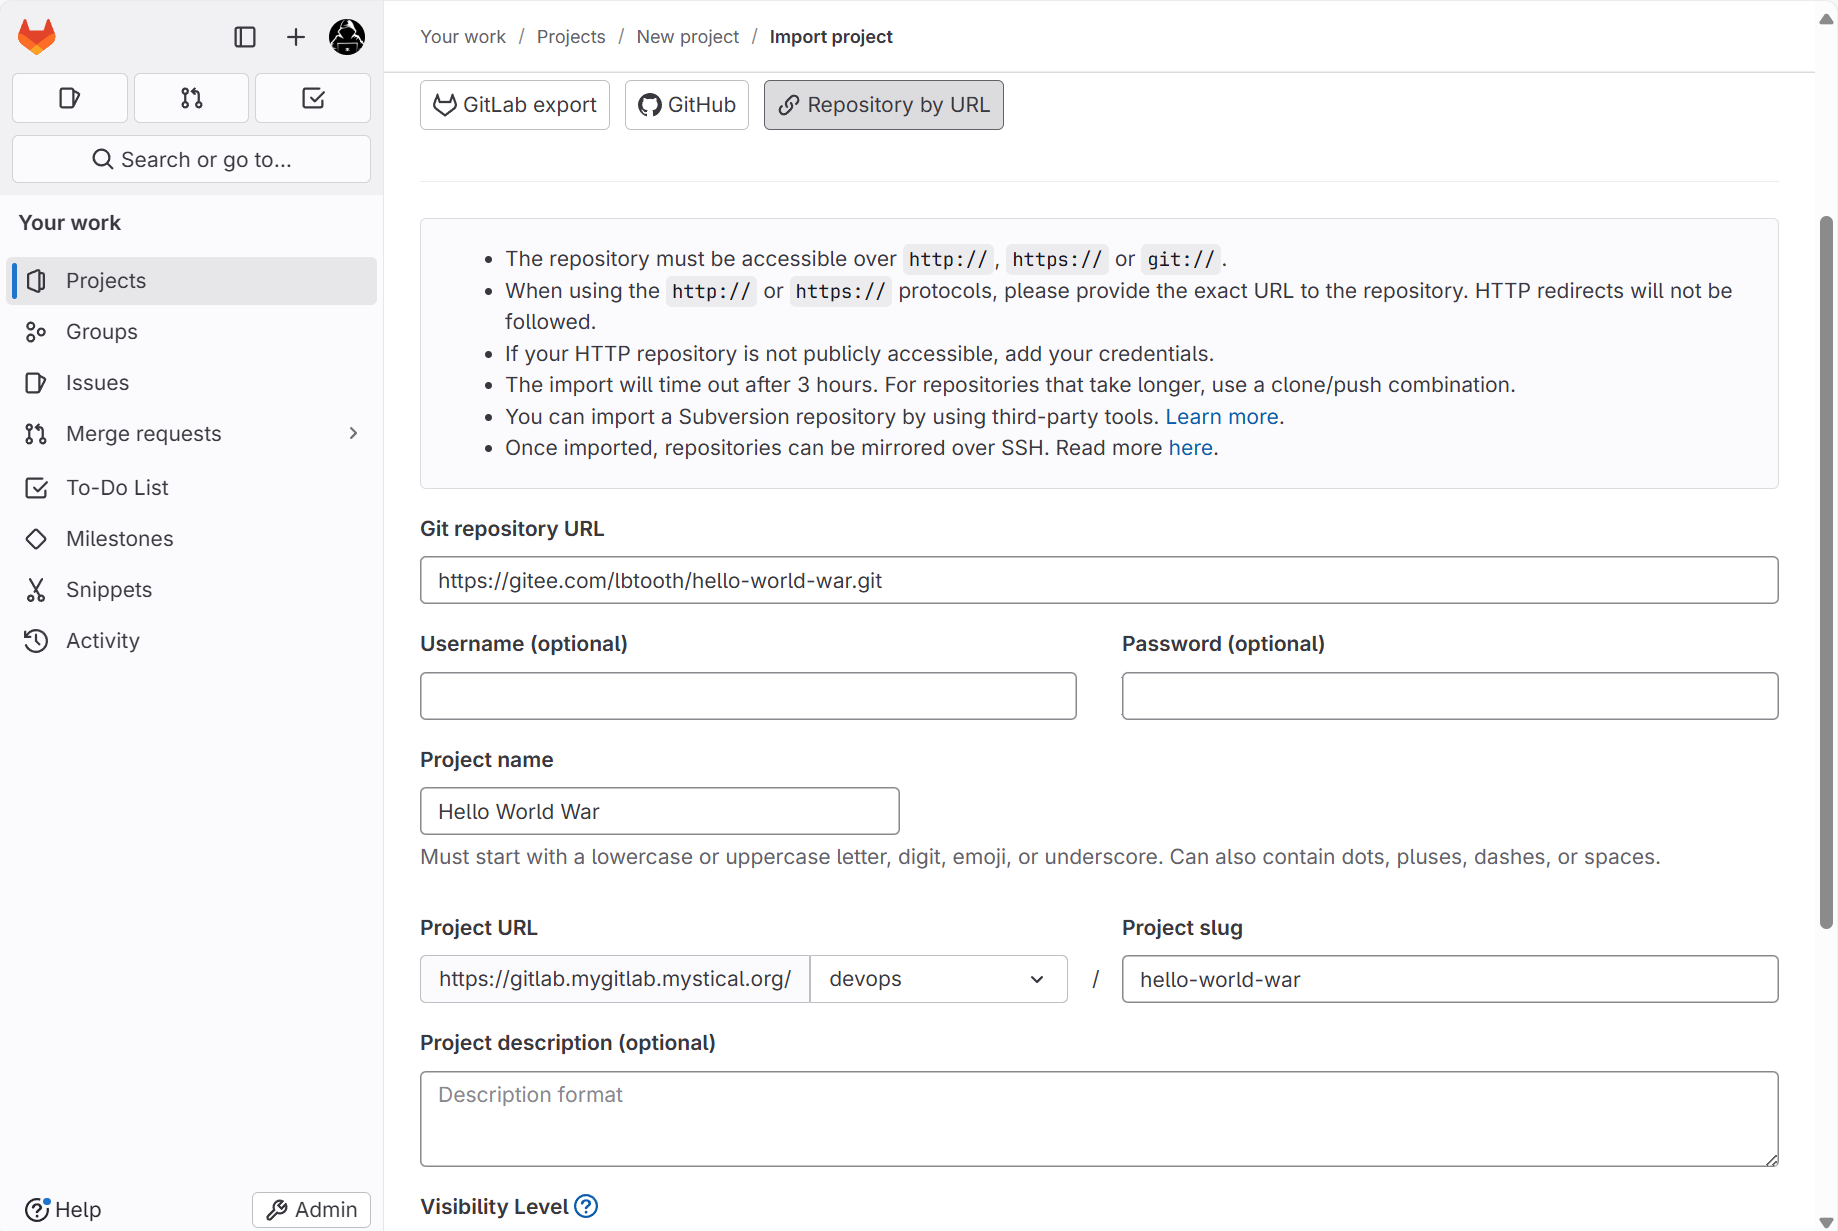 Your work / Projects / New project / Import project
GitLab export
GitHub
Repository by URL
Search or go to...
Your work
Projects
Groups
Issues
Merge requests
To-Do List
Milestones
Snippets
Activity
Help
Admin
The repository must be accessible over http://, https:// or git://.
When using the http:// or https:// protocols, please provide the exact URL to the repository. HTTP redirects will not be
followed.
If your HTTP repository is not publicly accessible, add your credentials.
The import will time out after 3 hours. For repositories that take longer, use a clone/push combination.
You can import a Subversion repository by using third-party tools. Learn more.
Once imported, repositories can be mirrored over SSH. Read more here.
Git repository URL
https://gitee.com/lbtooth/hello-world-war.git
Username (optional)
Password (optional)
Project name
Hello World War
Must start with a lowercase or uppercase letter, digit, emoji, or underscore. Can also contain dots, pluses, dashes, or spaces.
Project URL
Project slug
https://gitlab.mygitlab.mystical.org/
devops
/
hello-world-war
Project description (optional)
Description format
Visibility Level